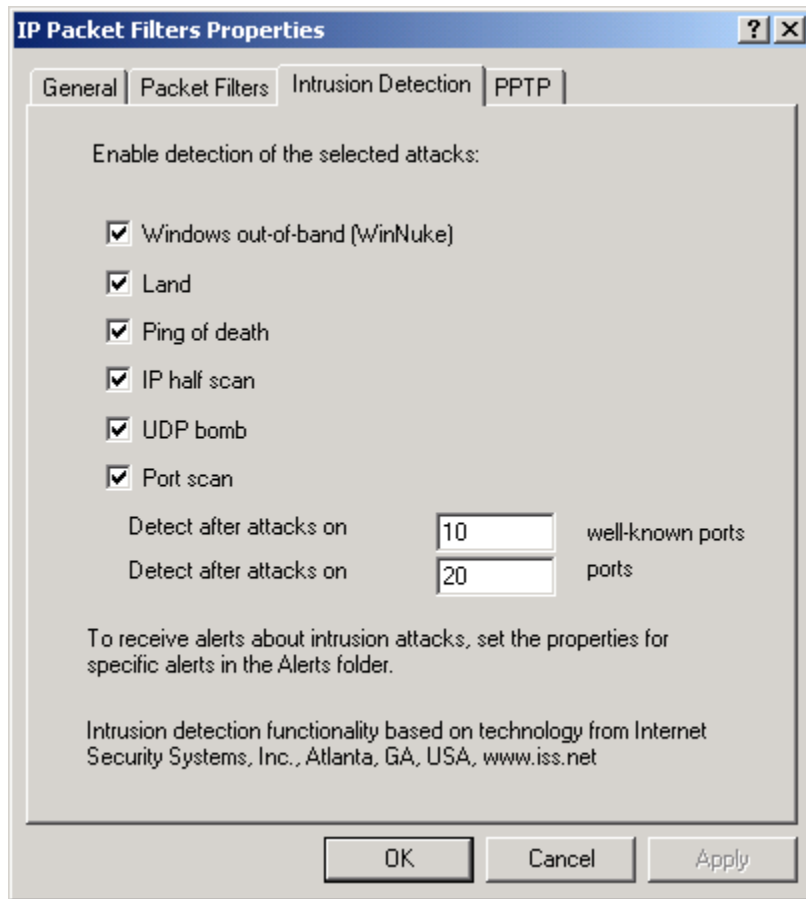 IP Packet Filters Properties
General Packet Filters Intrusion Detection PPTP
Enable detection of the selected attacks:
Windows out-of-band (WinNuke)
Land
Ping of death
IP half scan
UDP bomb
Port scan
Detect after attacks on 10 well-known ports
Detect after attacks on 20 ports
To receive alerts about intrusion attacks, set the properties for
specific alerts in the Alerts folder.
Intrusion detection functionality based on technology from Internet
Security Systems, Inc., Atlanta, GA, USA, www.iss.net
OK Cancel Apply